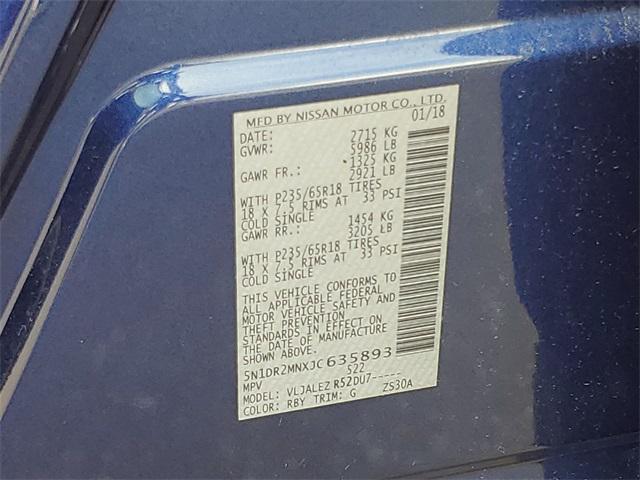 MFD BY NISSAN MOTOR CO., LTD.
DATE: 01/18
GVWR: 2715 KG
5986 LB
GAWR FR.: 1325 KG
2921 LB
WITH P235/65R18 TIRES
18 X 7.5 RIMS AT 33 PSI
COLD SINGLE
GAWR RR.: 1454 KG
3205 LB
WITH P235/65R18 TIRES
18 X 7.5 RIMS AT 33 PSI
COLD SINGLE
THIS VEHICLE CONFORMS TO
ALL APPLICABLE FEDERAL
MOTOR VEHICLE SAFETY AND
THEFT PREVENTION
STANDARDS IN EFFECT ON
THE DATE OF MANUFACTURE
SHOWN ABOVE.
5N1DR2MNXJC635893
MPV 522
MODEL: VLJALEZ R52DU7-----
COLOR: RBY TRIM: G ZS30A